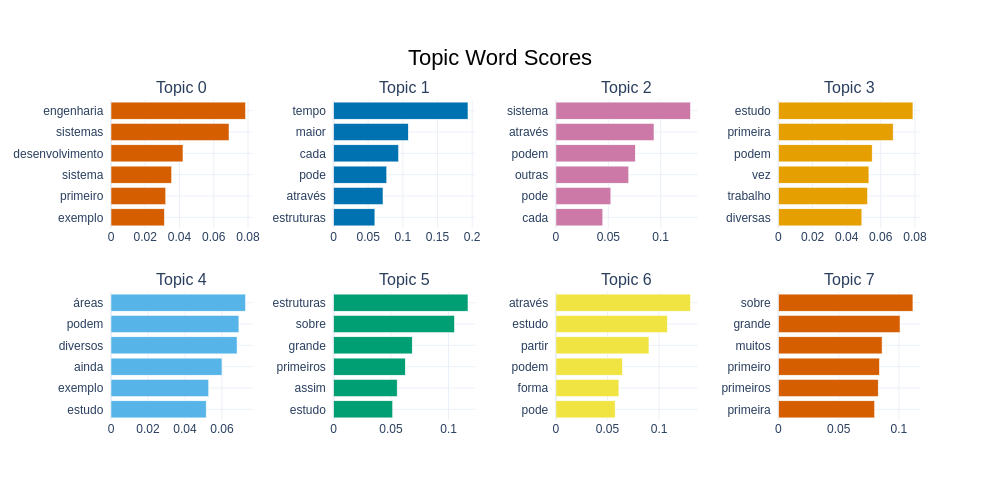 Topic Word Scores
Topic 0
engenharia
sistemas
desenvolvimento
sistema
primeiro
exemplo
0 0.02 0.04 0.06 0.08
Topic 1
tempo
maior
cada
pode
através
estruturas
0 0.05 0.1 0.15 0.2
Topic 2
sistema
através
podem
outras
pode
cada
0 0.05 0.1
Topic 3
estudo
primeira
podem
vez
trabalho
diversas
0 0.02 0.04 0.06 0.08
Topic 4
áreas
podem
diversos
ainda
exemplo
estudo
0 0.02 0.04 0.06
Topic 5
estruturas
sobre
grande
primeiros
assim
estudo
0 0.05 0.1
Topic 6
através
estudo
partir
podem
forma
pode
0 0.05 0.1
Topic 7
sobre
grande
muitos
primeiro
primeiros
primeira
0 0.05 0.1